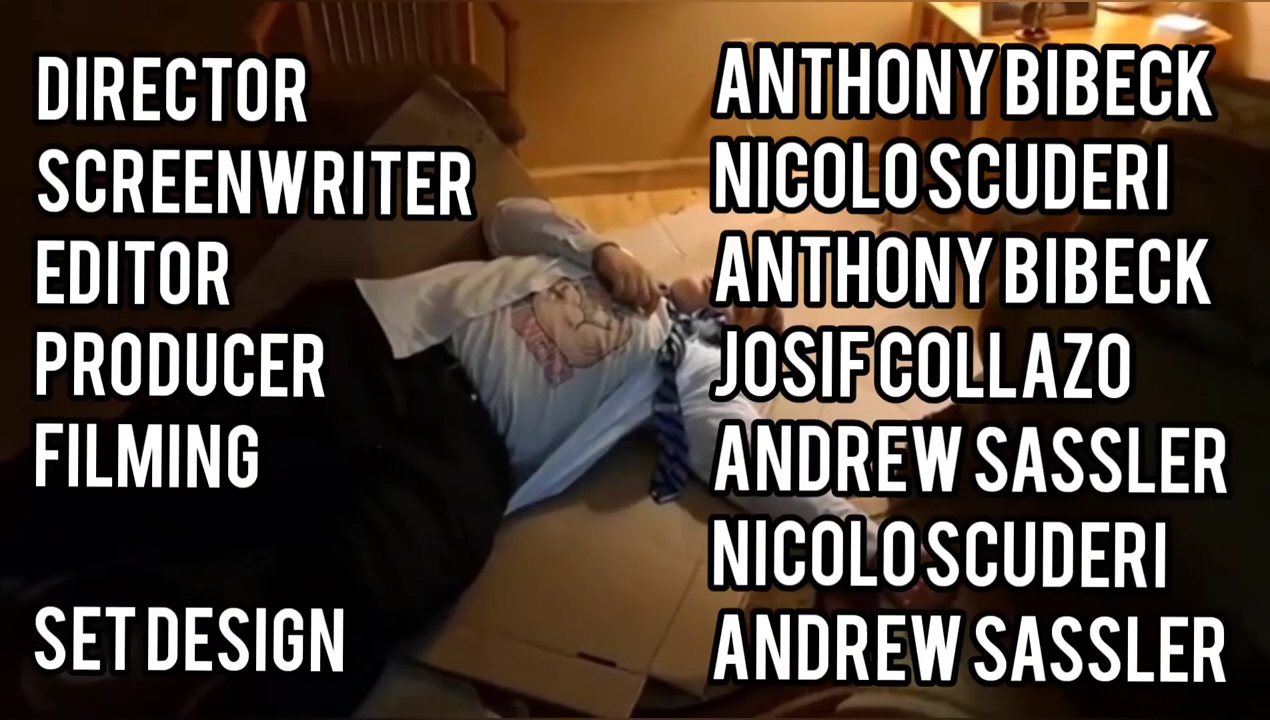 DIRECTOR ANTHONY BIBECK
SCREENWRITER NICOLO SCUDERI
EDITOR ANTHONY BIBECK
PRODUCER JOSIF COLLAZO
FILMING ANDREW SASSLER
NICOLO SCUDERI
SET DESIGN ANDREW SASSLER